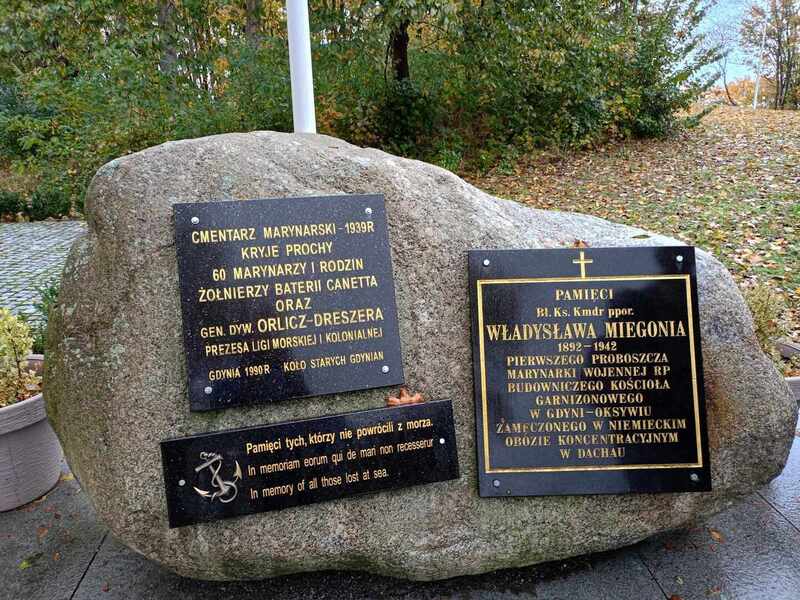 CMENTARZ MARYNARSKI - 1939R
KRYJE PROCHY
60 MARYNARZY I RODZIN
ŻOŁNIERZY BATERII CANETTA
ORAZ
GEN. DYW. ORLICZ-DRESZERA
PREZESA LIGI MORSKIEJ I KOLONIALNEJ
GDYNIA 1990R KOŁO STARYCH GDYNIAN
Pamięci tych, którzy nie powrócili z morza.
In memoriam eorum qui de mari non recesserunt
In memory of all those lost at sea.
PAMIĘCI
Bł. Ks. Kmdr ppor.
WŁADYSŁAWA MIEGONIA
1892-1942
PIERWSZEGO PROBOSZCZA
MARYNARKI WOJENNEJ RP
BUDOWNICZEGO KOŚCIOŁA
GARNIZONOWEGO
W GDYNI-OKSYWIU
ZAMĘCZONEGO W NIEMIECKIM
OBOZIE KONCENTRACYJNYM
W DACHAU